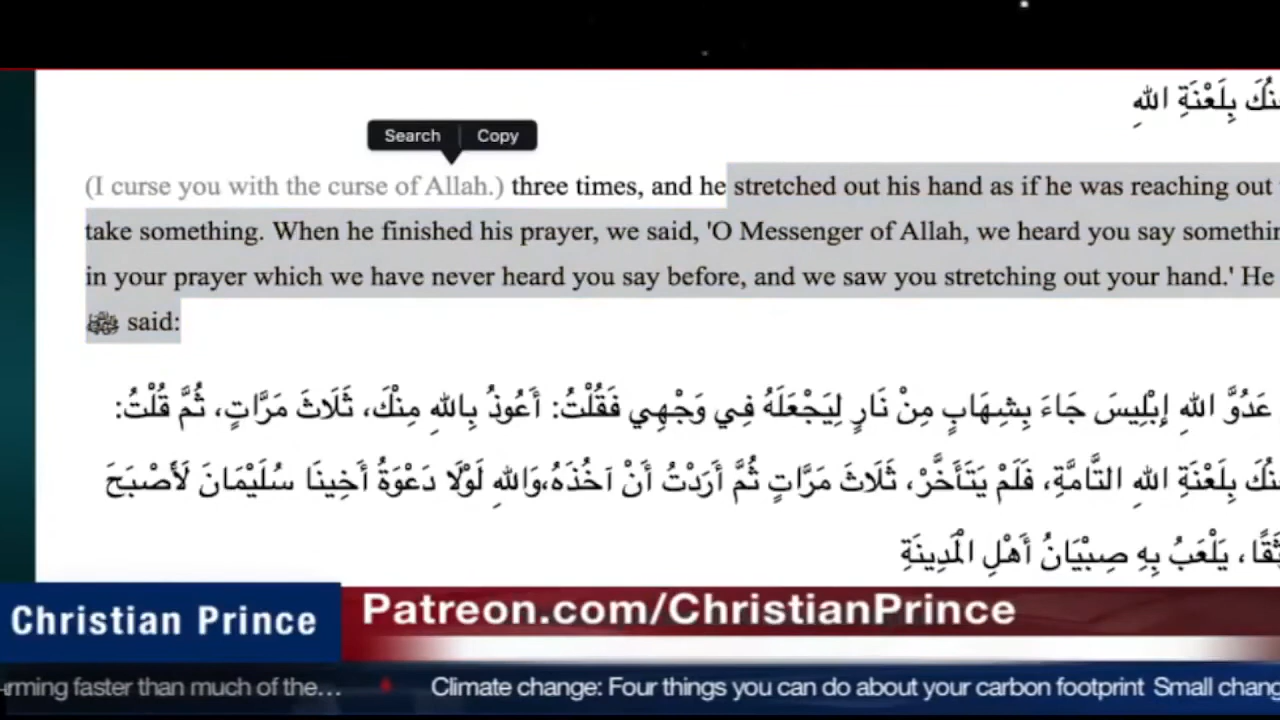 نُكَ بِلَعْنَةِ اللهِ
Search Copy
(I curse you with the curse of Allah.) three times, and he stretched out his hand as if he was reaching out
take something. When he finished his prayer, we said, 'O Messenger of Allah, we heard you say somethin
in your prayer which we have never heard you say before, and we saw you stretching out your hand.' He
ﷺ said:
عَدُوَّ اللهِ إِبْلِيسَ جَاءَ بِشِهَابٍ مِنْ نَارٍ لِيَجْعَلَهُ فِي وَجْهِي فَقُلْتُ: أَعُوذُ بِاللهِ مِنْكَ، ثَلَاثَ مَرَّاتٍ، ثُمَّ قُلْتُ:
نُكَ بِلَعْنَةِ اللهِ التَّامَّةِ، فَلَمْ يَتَأَخَّرْ، ثَلَاثَ مَرَّاتٍ ثُمَّ أَرَدْتُ أَنْ آخُذَهُ،وَاللهِ لَوْلَا دَعْوَةُ أَخِينَا سُلَيْمَانَ لَأَصْبَحَ
ثَقًا، يَلْعَبُ بِهِ صِبْيَانُ أَهْلِ الْمَدِينَةِ
Christian Prince
Patreon.com/ChristianPrince
rming faster than much of the… Climate change: Four things you can do about your carbon footprint Small chang